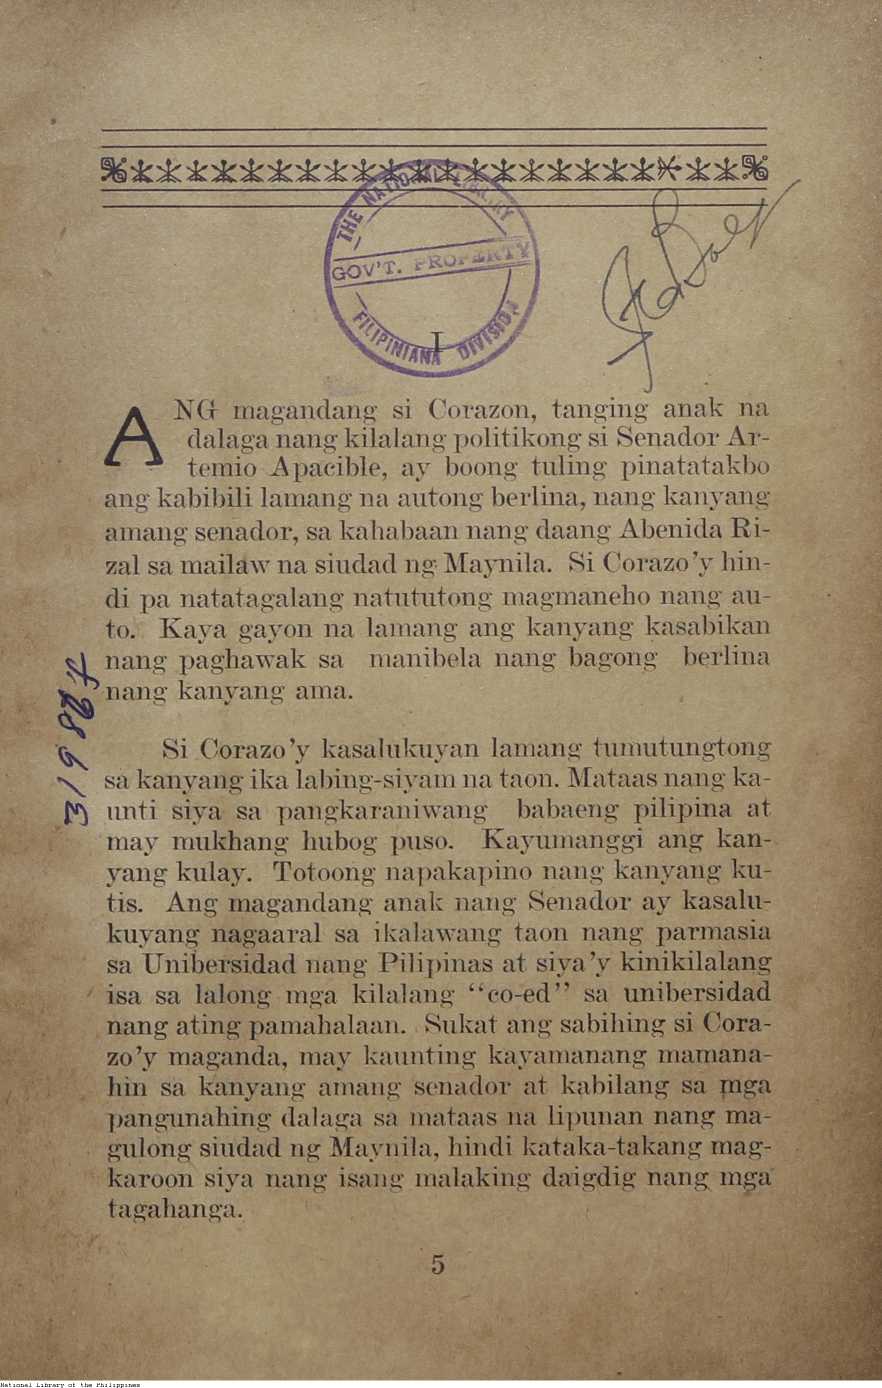 THE NATIONAL LIBRARY
GOV'T. PROPERTY
FILIPINIANA DIVISION
I
ANG magandang si Corazon, tanging anak na
dalaga nang kilalang politikong si Senador Ar-
temio Apacible, ay boong tuling pinatatakbo
ang kabibili lamang na autong berlina, nang kanyang
amang senador, sa kahabaan nang daang Abenida Ri-
zal sa mailaw na siudad ng Maynila. Si Corazo'y hin-
di pa natatagalang natututong magmaneho nang au-
to. Kaya gayon na lamang ang kanyang kasabikan
nang paghawak sa manibela nang bagong berlina
nang kanyang ama.
Si Corazo'y kasalukuyan lamang tumutungtong
sa kanyang ika labing-siyam na taon. Mataas nang ka-
unti siya sa pangkaraniwang babaeng pilipina at
may mukhang hubog puso. Kayumanggi ang kan-
yang kulay. Totoong napakapino nang kanyang ku-
tis. Ang magandang anak nang Senador ay kasalu-
kuyang nagaaral sa ikalawang taon nang parmasia
sa Unibersidad nang Pilipinas at siya'y kinikilalang
isa sa lalong mga kilalang "co-ed" sa unibersidad
nang ating pamahalaan. Sukat ang sabihing si Cora-
zo'y maganda, may kaunting kayamanang mamana-
hin sa kanyang amang senador at kabilang sa mga
pangunahing dalaga sa mataas na lipunan nang ma-
gulong siudad ng Maynila, hindi kataka-takang mag-
karoon siya nang isang malaking daigdig nang mga
tagahanga.
5
National Library of the Philippines